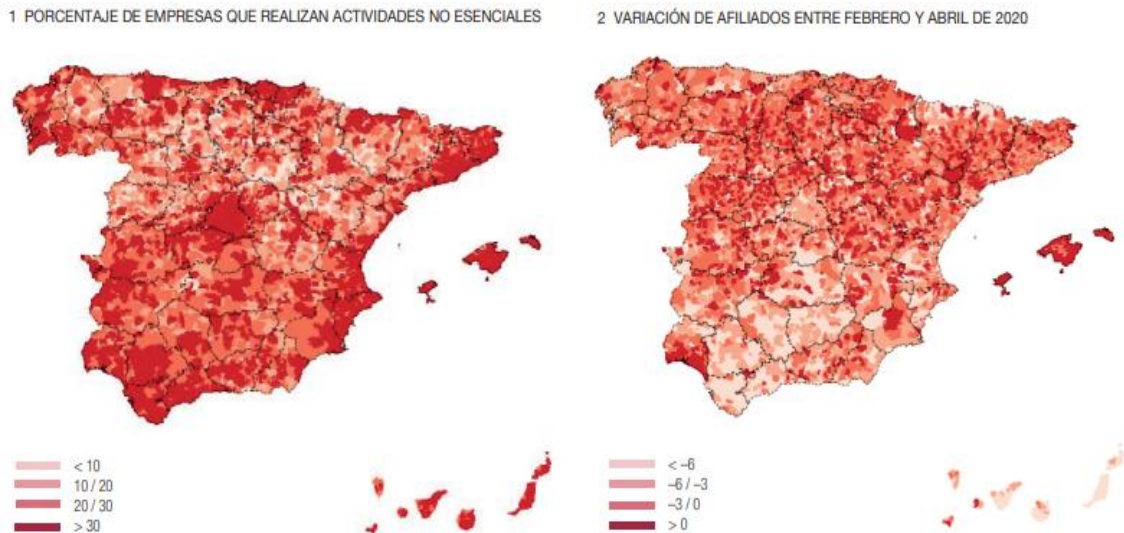 1 PORCENTAJE DE EMPRESAS QUE REALIZAN ACTIVIDADES NO ESENCIALES
2 VARIACIÓN DE AFILIADOS ENTRE FEBRERO Y ABRIL DE 2020
< 10
10 / 20
20 / 30
> 30
< –6
–6 / –3
–3 / 0
> 0